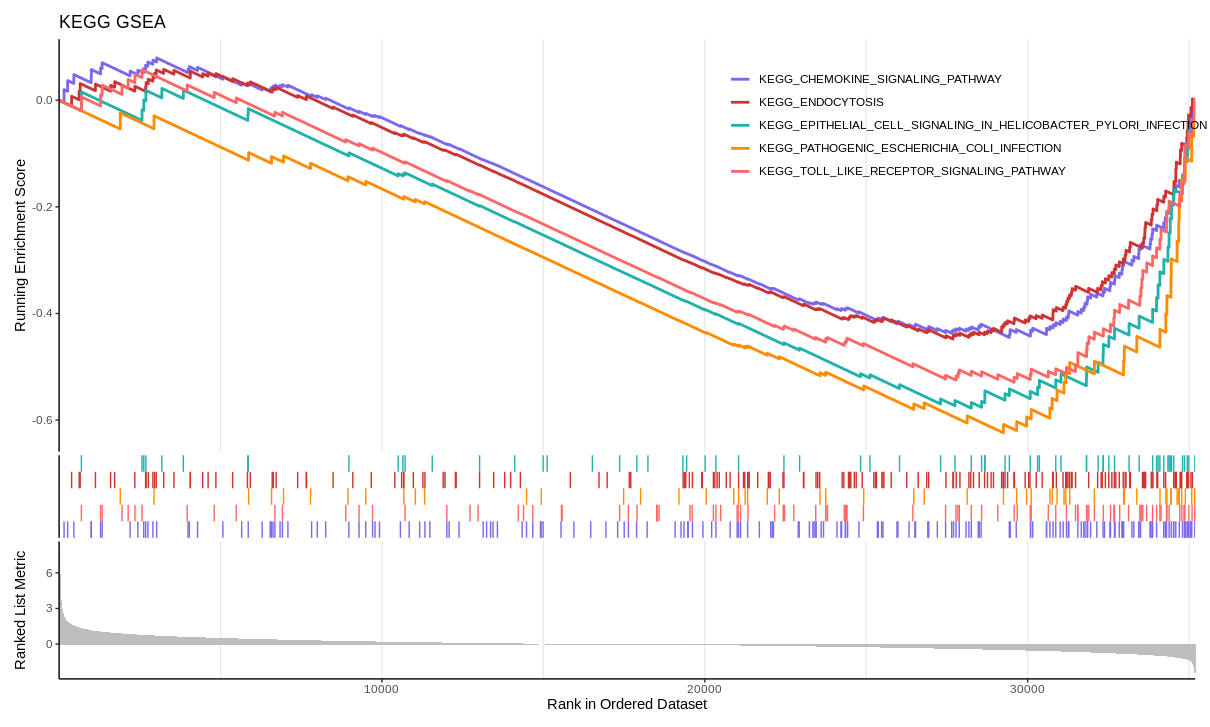 KEGG GSEA
Running Enrichment Score
0.0
-0.2
-0.4
-0.6
KEGG_CHEMOKINE_SIGNALING_PATHWAY
KEGG_ENDOCYTOSIS
KEGG_EPITHELIAL_CELL_SIGNALING_IN_HELICOBACTER_PYLORI_INFECTION
KEGG_PATHOGENIC_ESCHERICHIA_COLI_INFECTION
KEGG_TOLL_LIKE_RECEPTOR_SIGNALING_PATHWAY
Ranked List Metric
6
3
0
10000 20000 30000
Rank in Ordered Dataset